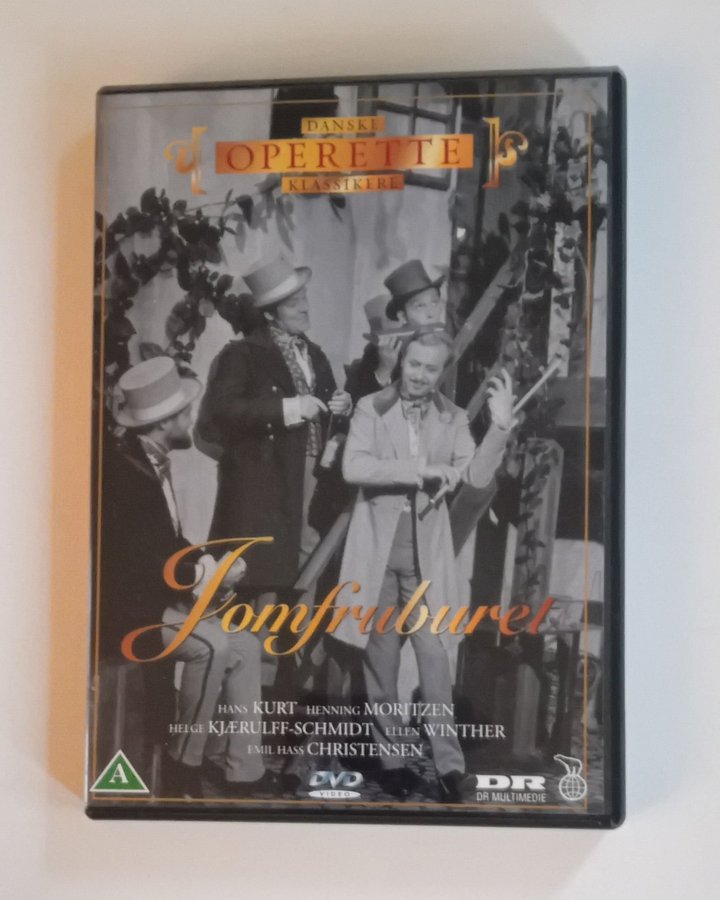 DANSKE
OPERETTE
KLASSIKERE
Jomfruburet
HANS KURT HENNING MORITZEN
HELGE KJÆRULFF-SCHMIDT ELLEN WINTHER
EMIL HASS CHRISTENSEN
A
DVD
VIDEO
DR
DR MULTIMEDIE